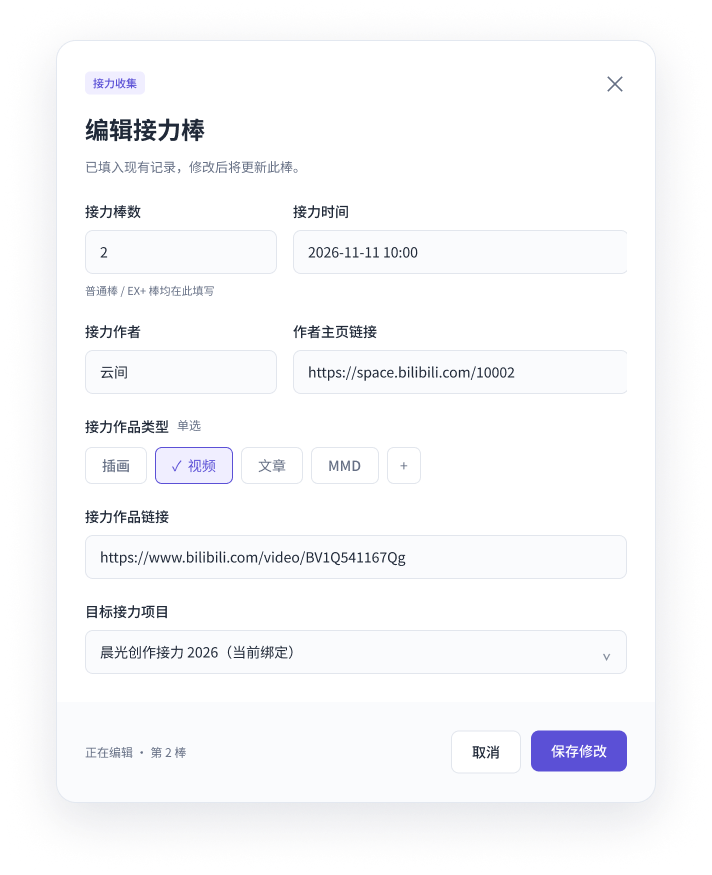 接力收集
编辑接力棒
已填入现有记录，修改后将更新此棒。
接力棒数
接力时间
2
2026-11-11 10:00
普通棒 / EX+ 棒均在此填写
接力作者
作者主页链接
云间
https://space.bilibili.com/10002
接力作品类型 单选
插画
✓ 视频
文章
MMD
+
接力作品链接
https://www.bilibili.com/video/BV1Q541167Qg
目标接力项目
晨光创作接力 2026（当前绑定）
正在编辑 · 第 2 棒
取消
保存修改